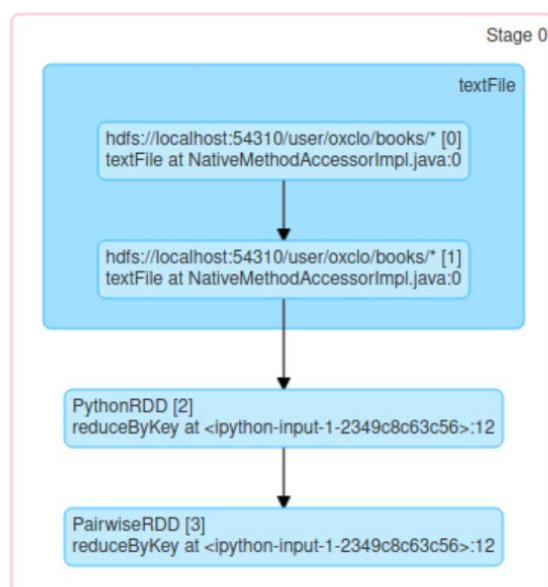 Stage 0
textFile
hdfs://localhost:54310/user/oxclo/books/* [0]
textFile at NativeMethodAccessorImpl.java:0
hdfs://localhost:54310/user/oxclo/books/* [1]
textFile at NativeMethodAccessorImpl.java:0
PythonRDD [2]
reduceByKey at <ipython-input-1-2349c8c63c56>:12
PairwiseRDD [3]
reduceByKey at <ipython-input-1-2349c8c63c56>:12